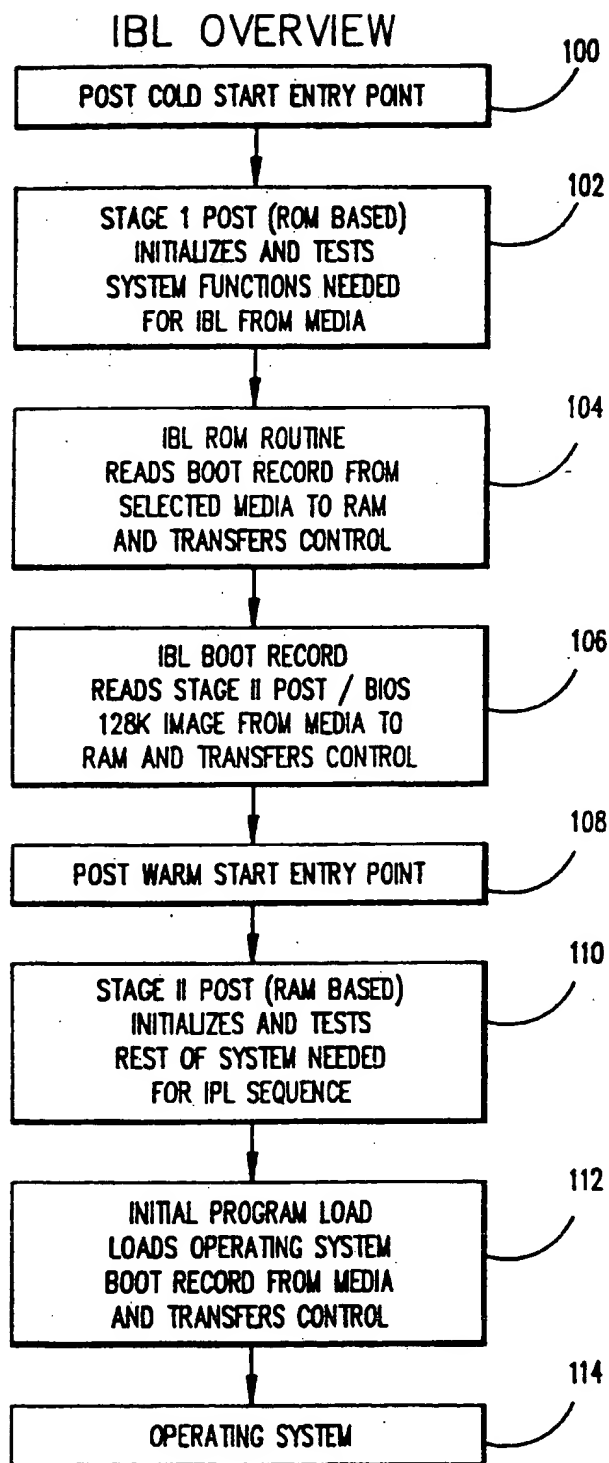 IBL OVERVIEW
100
POST COLD START ENTRY POINT
102
STAGE 1 POST (ROM BASED)
INITIALIZES AND TESTS
SYSTEM FUNCTIONS NEEDED
FOR IBL FROM MEDIA
104
IBL ROM ROUTINE
READS BOOT RECORD FROM
SELECTED MEDIA TO RAM
AND TRANSFERS CONTROL
106
IBL BOOT RECORD
READS STAGE II POST / BIOS
128K IMAGE FROM MEDIA TO
RAM AND TRANSFERS CONTROL
108
POST WARM START ENTRY POINT
110
STAGE II POST (RAM BASED)
INITIALIZES AND TESTS
REST OF SYSTEM NEEDED
FOR IPL SEQUENCE
112
INITIAL PROGRAM LOAD
LOADS OPERATING SYSTEM
BOOT RECORD FROM MEDIA
AND TRANSFERS CONTROL
114
OPERATING SYSTEM